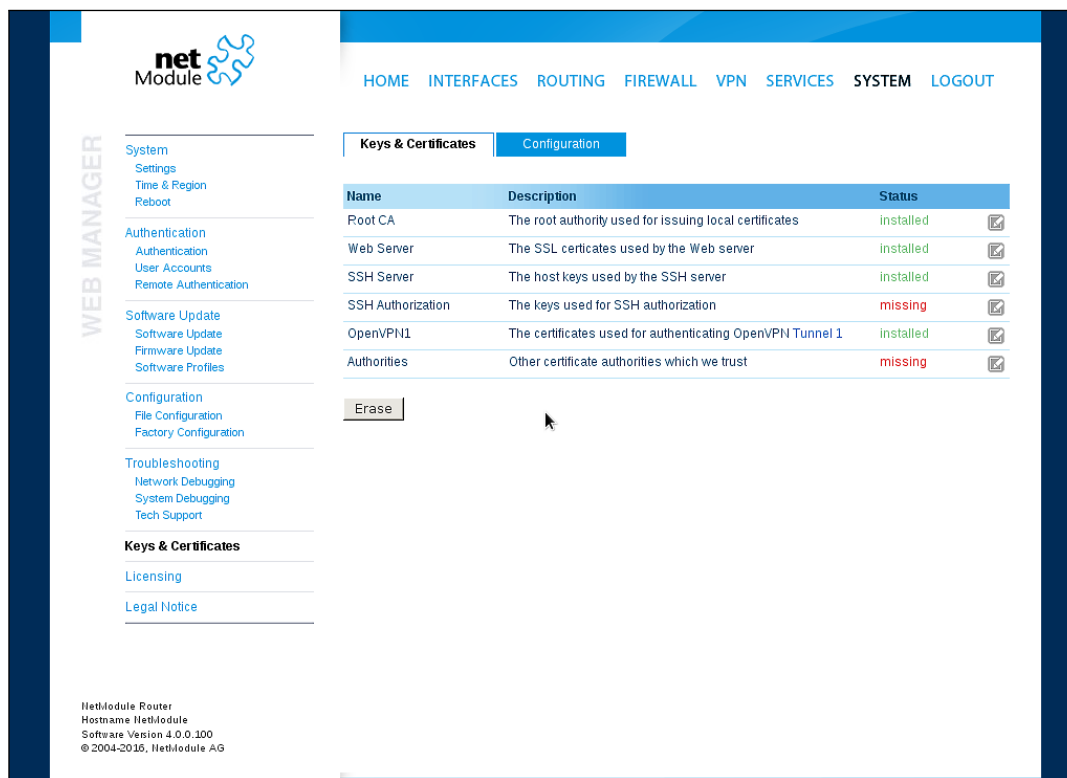 net
Module
HOME INTERFACES ROUTING FIREWALL VPN SERVICES SYSTEM LOGOUT
WEB MANAGER
System
Settings
Time & Region
Reboot
Authentication
Authentication
User Accounts
Remote Authentication
Software Update
Software Update
Firmware Update
Software Profiles
Configuration
File Configuration
Factory Configuration
Troubleshooting
Network Debugging
System Debugging
Tech Support
Keys & Certificates
Licensing
Legal Notice
Keys & Certificates Configuration
Name Description Status
Root CA The root authority used for issuing local certificates installed
Web Server The SSL certicates used by the Web server installed
SSH Server The host keys used by the SSH server installed
SSH Authorization The keys used for SSH authorization missing
OpenVPN1 The certificates used for authenticating OpenVPN Tunnel 1 installed
Authorities Other certificate authorities which we trust missing
Erase
NetModule Router
Hostname NetModule
Software Version 4.0.0.100
© 2004-2016, NetModule AG